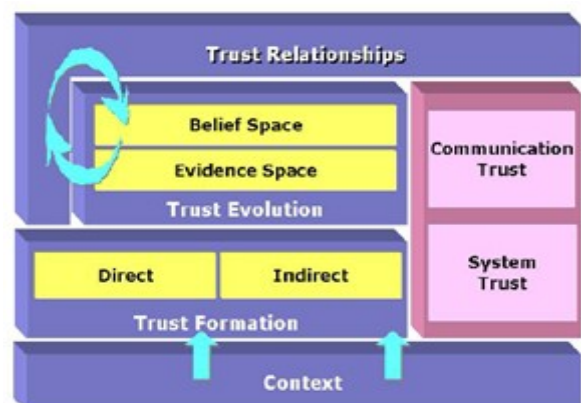 Trust Relationships
Belief Space
Evidence Space
Trust Evolution
Communication
Trust
Direct
Indirect
Trust Formation
System
Trust
Context